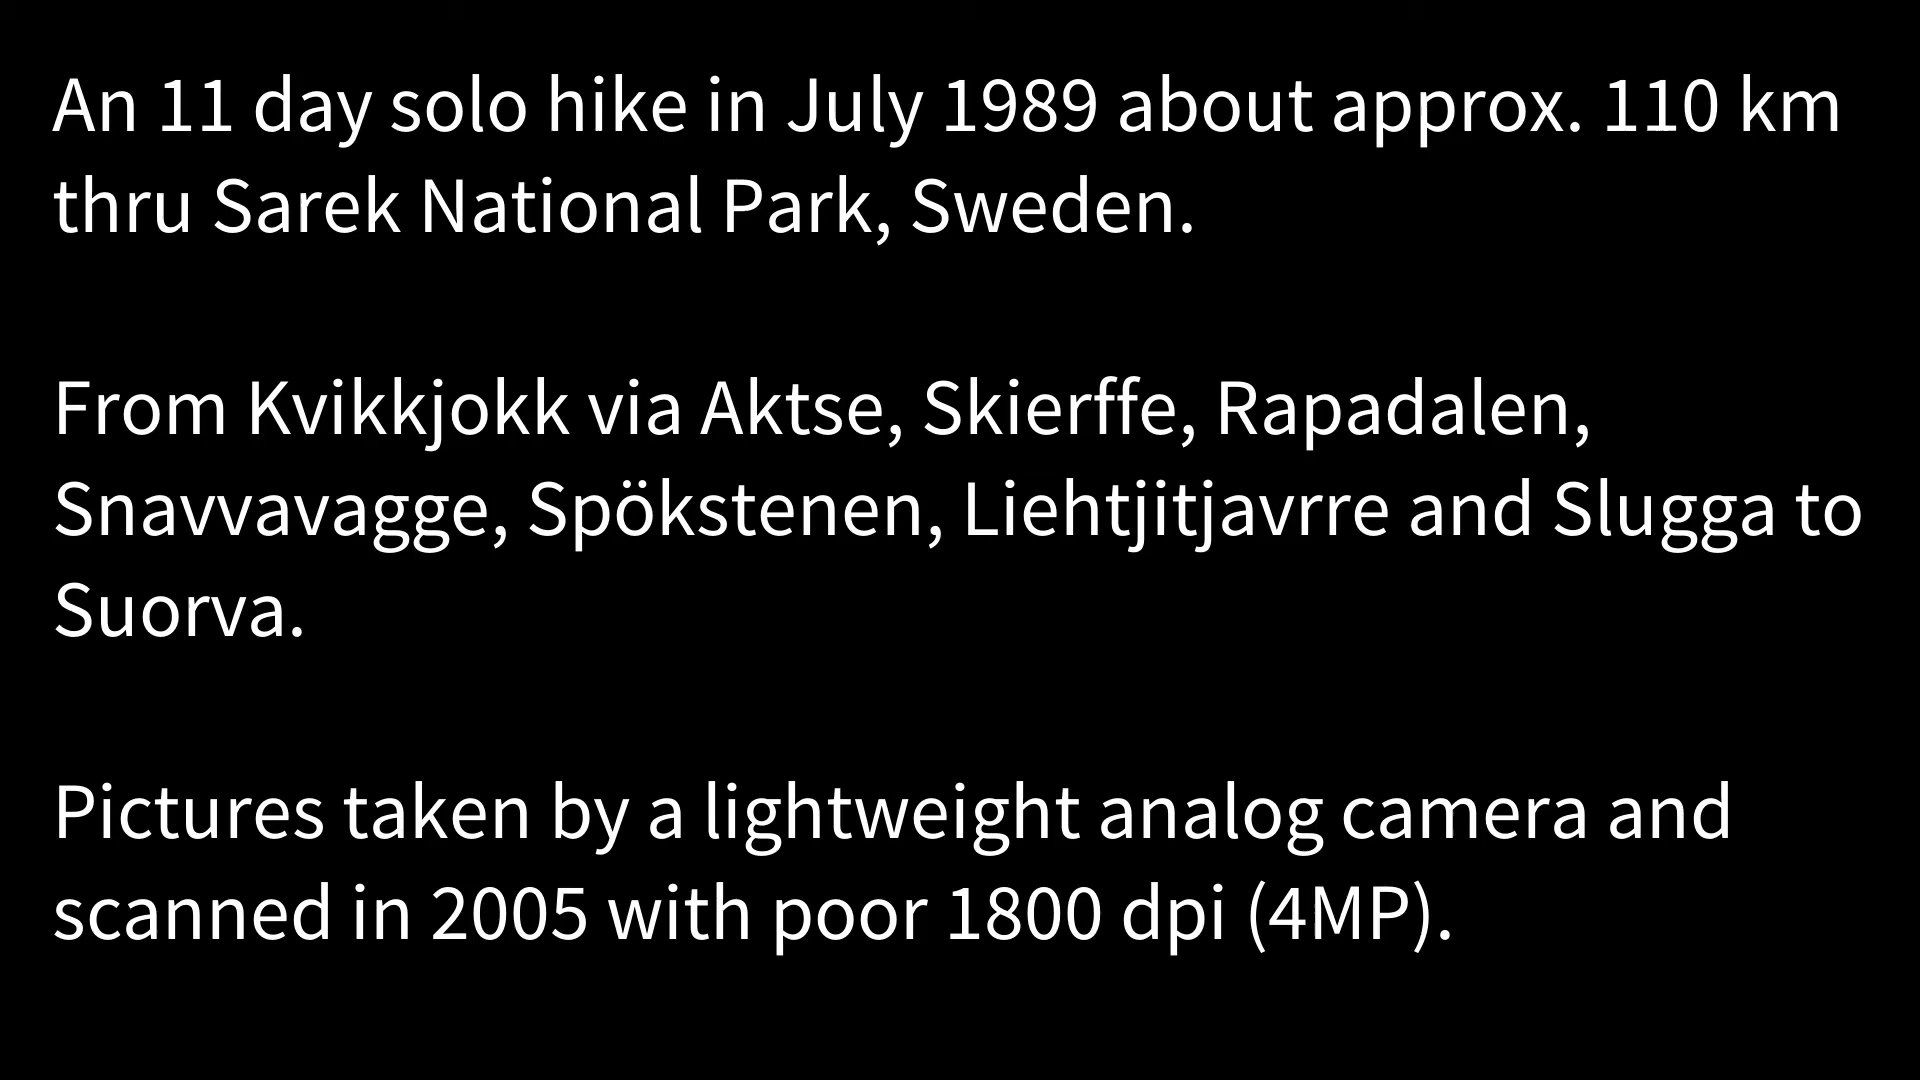 An 11 day solo hike in July 1989 about approx. 110 km
thru Sarek National Park, Sweden.
From Kvikkjokk via Aktse, Skierffe, Rapadalen,
Snavvavagge, Spökstenen, Liehtjitjavrre and Slugga to
Suorva.
Pictures taken by a lightweight analog camera and
scanned in 2005 with poor 1800 dpi (4MP).